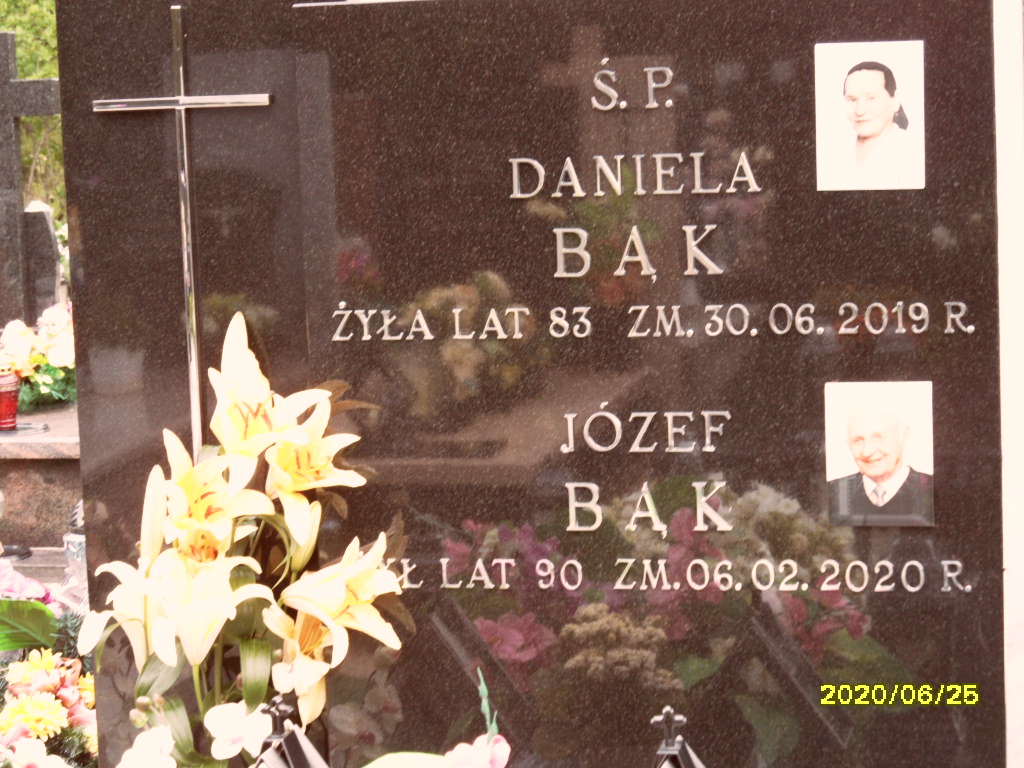 Ś. P.
DANIELA
BĄK
ŻYŁA LAT 83 ZM. 30. 06. 2019 R.
JÓZEF
BĄK
LAT 90 ZM. 06. 02. 2020 R.
2020/06/25